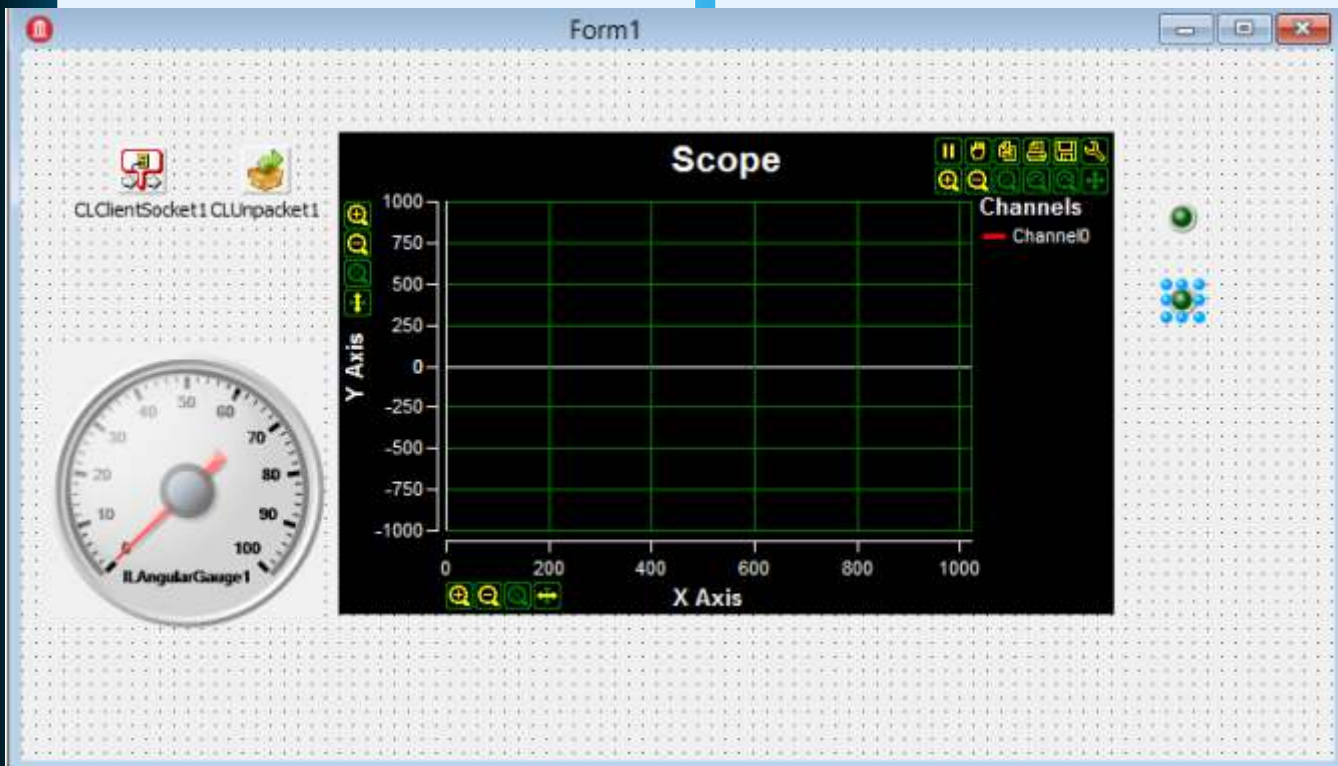 Form1
CLClientSocket1 CLUnpacket1
Scope
Channels
Channel0
Y Axis
1000
750
500
250
0
-250
-500
-750
-1000
0 200 400 600 800 1000
X Axis
0 10 20 30 40 50 60 70 80 90 100
ILAngularGauge1